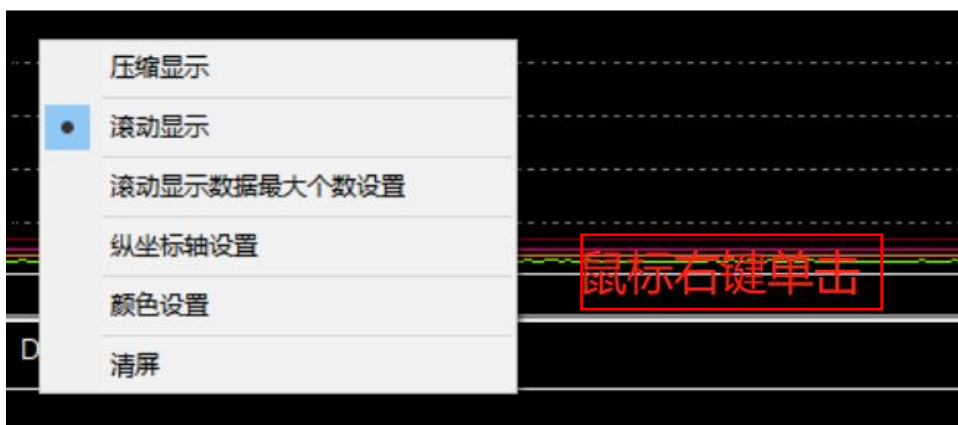 压缩显示
滚动显示
滚动显示数据最大个数设置
纵坐标轴设置
鼠标右键单击
颜色设置
D
清屏